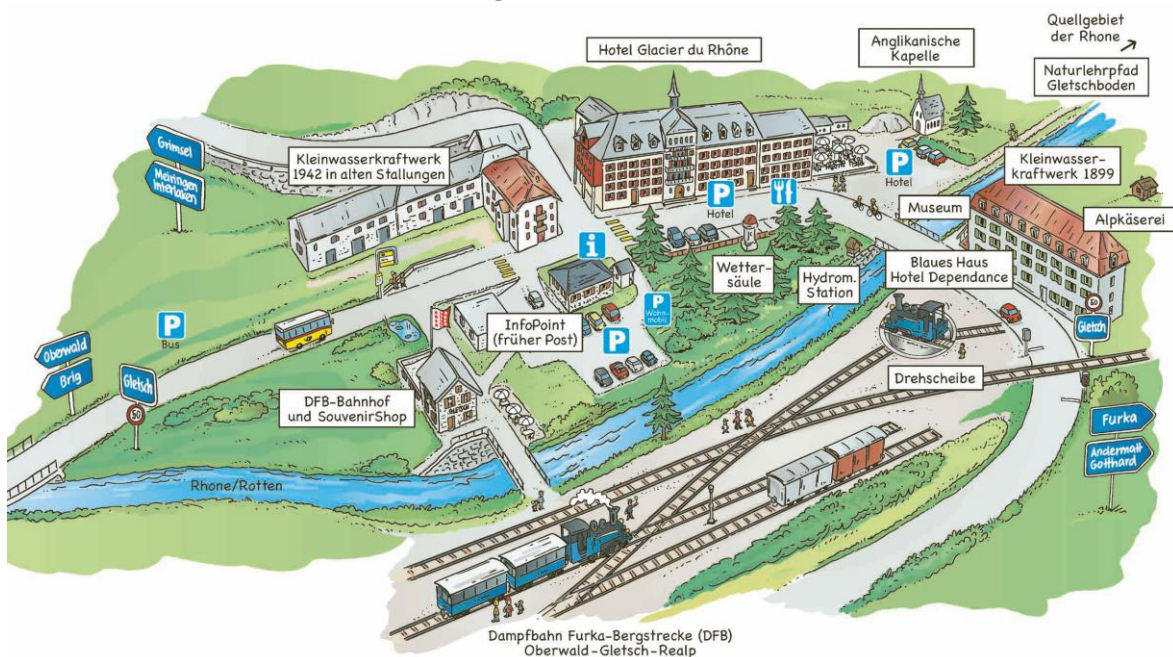 Quellgebiet
der Rhone
Hotel Glacier du Rhône
Anglikanische
Kapelle
Naturlehrpfad
Gletschboden
Grimsel
Meiringen
Interlaken
Kleinwasserkraftwerk
1942 in alten Stallungen
P
Hotel
P
Hotel
Kleinwasser-
kraftwerk 1899
Museum
Alpkäserei
i
Wetter-
säule
Hydrom.
Station
Blaues Haus
Hotel Dependance
50
Gletsch
P
Wohn-
mobil
InfoPoint
(früher Post)
P
P
Bus
Oberwald
Brig
Gletsch
50
DFB-Bahnhof
und SouvenirShop
Drehscheibe
Furka
Andermatt
Gotthard
Rhone/Rotten
Dampfbahn Furka-Bergstrecke (DFB)
Oberwald-Gletsch-Realp